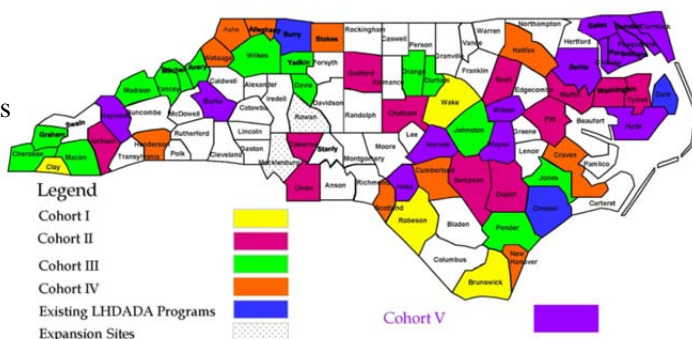 Northampton
Rockingham
Warren
Gates
Camden
Currituck
Ashe
Alleghany
Surry
Stokes
Caswell
Person
Vance
Hertford
Halifax
Granville
Watauga
Wilkes
Yadkin
Forsyth
Guilford
Orange
Durham
Franklin
Nash
Bertie
Mitchell
Avery
Caldwell
Alexander
Davie
Edgecombe
Martin
Washington
Tyrrell
Dare
s
Madison
Yancey
Iredell
Davidson
Chatham
Wake
Wilson
Burke
Rowan
Randolph
Pitt
Beaufort
Hyde
Haywood
Buncombe
McDowell
Catawba
Swain
Johnston
Greene
Graham
Rutherford
Lincoln
Lee
Wayne
Lenoir
Craven
Pamlico
Jackson
Henderson
Cabarrus
Stanly
Moore
Harnett
Cherokee
Macon
Transylvania
Polk
Cleveland
Gaston
Mecklenburg
Montgomery
Cumberland
Sampson
Jones
Clay
Union
Anson
Richmond
Hoke
Duplin
Carteret
Legend
Scotland
Onslow
Cohort I
Robeson
Bladen
Pender
Cohort II
Columbus
New
Hanover
Cohort III
Brunswick
Cohort IV
Existing LHDADA Programs
Cohort V
Expansion Sites